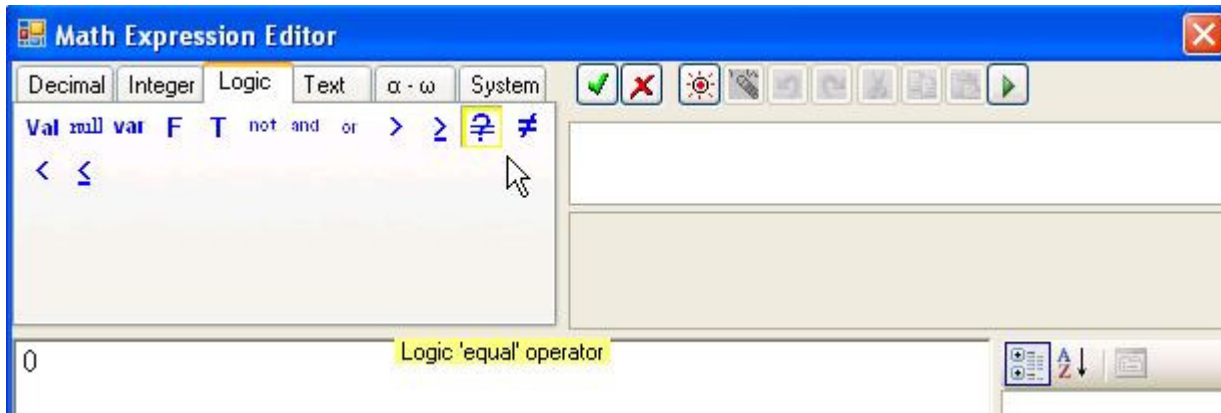 Math Expression Editor
Decimal Integer Logic Text α - ω System
Val null var F T not and or > ≥ ≠
< ≤
0
Logic 'equal' operator
A
Z